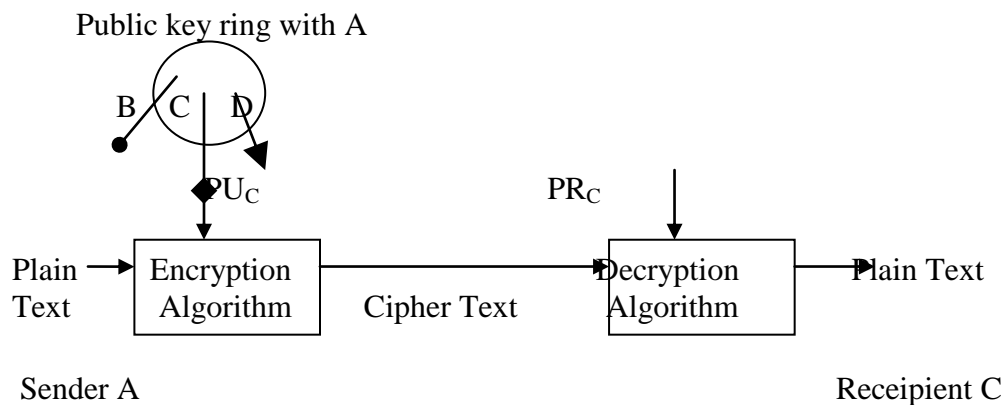 Public key ring with A
B C D
PU_C PR_C
Plain Encryption Decryption Plain Text
Text Algorithm Cipher Text Algorithm
Sender A Receipient C